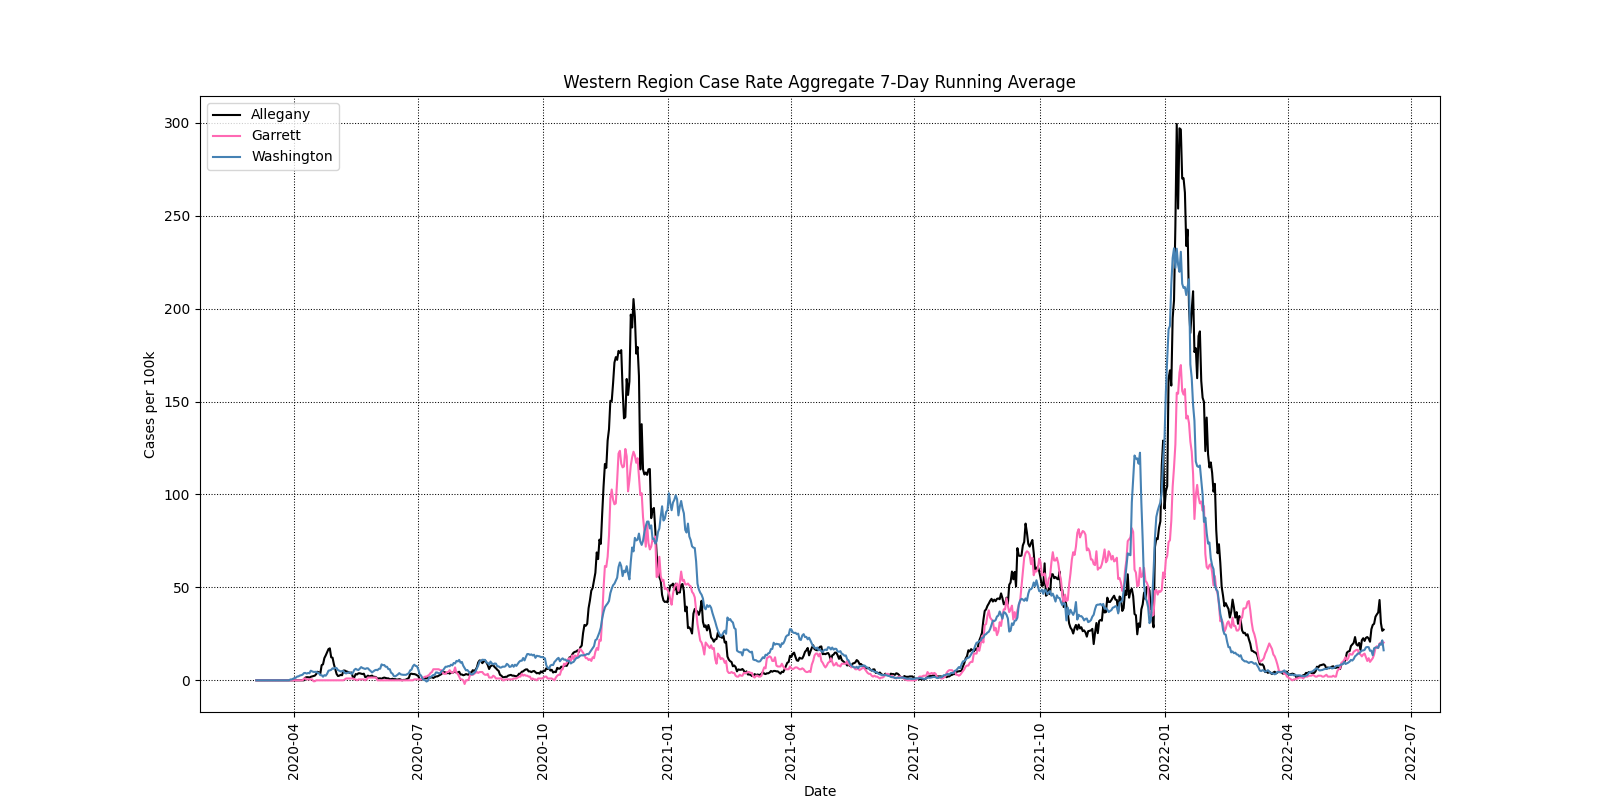 Western Region Case Rate Aggregate 7-Day Running Average
Allegany
Garrett
Washington
Cases per 100k
300
250
200
150
100
50
0
2020-04
2020-07
2020-10
2021-01
2021-04
2021-07
2021-10
2022-01
2022-04
2022-07
Date